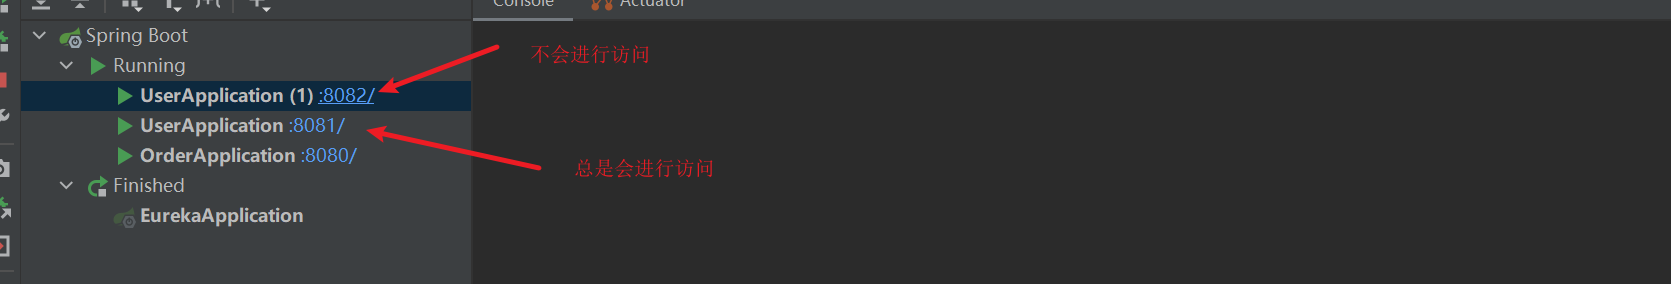 Console Actuator
Spring Boot
Running
UserApplication (1) :8082/
不会进行访问
UserApplication :8081/
OrderApplication :8080/
总是会进行访问
Finished
EurekaApplication